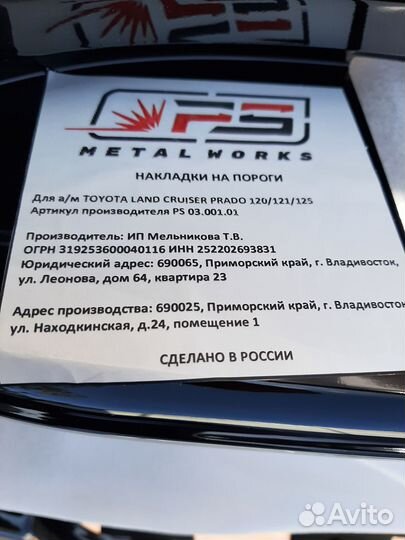 PS
METAL WORKS
НАКЛАДКИ НА ПОРОГИ
Для а/м TOYOTA LAND CRUISER PRADO 120/121/125
Артикул производителя PS 03.001.01
Производитель: ИП Мельникова Т.В.
ОГРН 319253600040116 ИНН 252202693831
Юридический адрес: 690065, Приморский край, г. Владивосток,
ул. Леонова, дом 64, квартира 23
Адрес производства: 690025, Приморский край, г. Владивосток
ул. Находкинская, д.24, помещение 1
СДЕЛАНО В РОССИИ
Avito